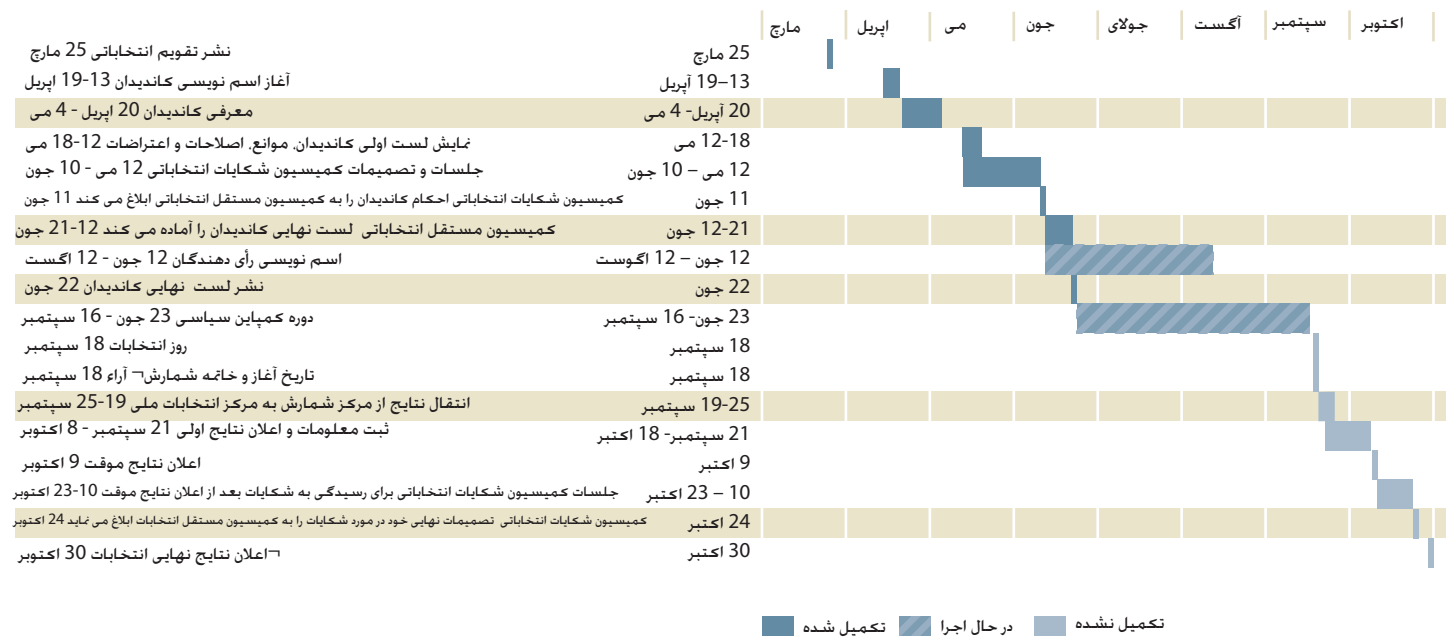 مارچ اپریل می جون جولای آگست سپتمبر اکتوبر
25 مارچ نشر تقویم انتخاباتی 25 مارچ
13–19 آپریل آغاز اسم نویسی کاندیدان 13-19 اپریل
20 آپریل- 4 می معرفی کاندیدان 20 اپریل - 4 می
12-18 می نمایش لست اولی کاندیدان، موانع، اصلاحات و اعتراضات 12-18 می
12 می – 10 جون جلسات و تصمیمات کمیسیون شکایات انتخاباتی 12 می - 10 جون
11 جون کمیسیون شکایات انتخاباتی احکام کاندیدان را به کمیسیون مستقل انتخاباتی ابلاغ می کند 11 جون
12-21 جون کمیسیون مستقل انتخاباتی لست نهایی کاندیدان را آماده می کند 12-21 جون
12 جون – 12 اگوست اسم نویسی رأی دهندگان 12 جون - 12 اگست
22 جون نشر لست نهایی کاندیدان 22 جون
23 جون- 16 سپتمبر دوره کمپاین سیاسی 23 جون - 16 سپتمبر
18 سپتمبر روز انتخابات 18 سپتمبر
18 سپتمبر تاریخ آغاز و خاتمه شمارش¬ آراء 18 سپتمبر
19-25 سپتمبر انتقال نتایج از مرکز شمارش به مرکز انتخابات ملی 19-25 سپتمبر
21 سپتمبر- 18 اکتبر ثبت معلومات و اعلان نتایج اولی 21 سپتمبر - 8 اکتوبر
9 اکتبر اعلان نتایج موقت 9 اکتوبر
10 – 23 اکتبر جلسات کمیسیون شکایات انتخاباتی برای رسیدگی به شکایات بعد از اعلان نتایج موقت 10-23 اکتوبر
24 اکتبر کمیسیون شکایات انتخاباتی تصمیمات نهایی خود در مورد شکایات را به کمیسیون مستقل انتخابات ابلاغ می نماید 24 اکتوبر
30 اکتبر ¬اعلان نتایج نهایی انتخابات 30 اکتوبر
تکمیل شده در حال اجرا تکمیل نشده